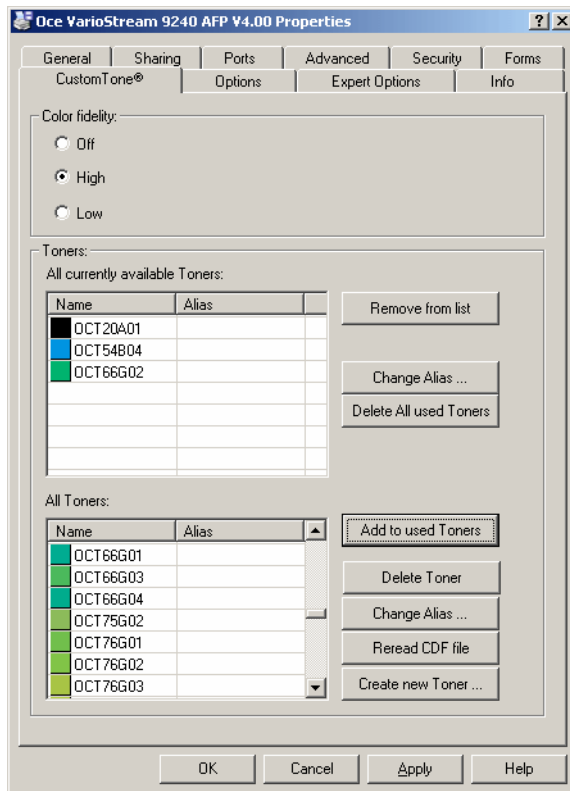 Oce VarioStream 9240 AFP V4.00 Properties
General Sharing Ports Advanced Security Forms
CustomTone® Options Expert Options Info
Color fidelity:
Off
High
Low
Toners:
All currently available Toners:
Name Alias
OCT20A01
OCT54B04
OCT66G02
Remove from list
Change Alias ...
Delete All used Toners
All Toners:
Name Alias
OCT66G01
OCT66G03
OCT66G04
OCT75G02
OCT76G01
OCT76G02
OCT76G03
Add to used Toners
Delete Toner
Change Alias ...
Reread CDF file
Create new Toner ...
OK Cancel Apply Help